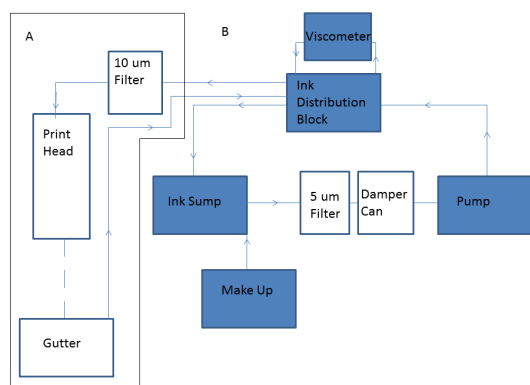 A
B
Viscometer
10 um
Filter
Ink
Distribution
Block
Print
Head
Ink Sump
5 um
Filter
Damper
Can
Pump
Make Up
Gutter